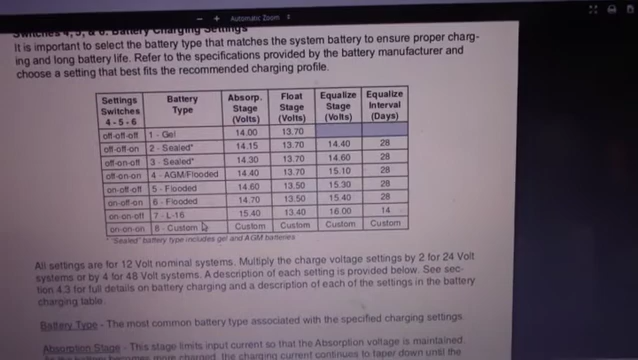 Automatic Zoom
Switches 4, 5, & 6: Battery Charging Settings
It is important to select the battery type that matches the system battery to ensure proper charg-
ing and long battery life. Refer to the specifications provided by the battery manufacturer and
choose a setting that best fits the recommended charging profile.
Settings Switches 4 - 5 - 6 Battery Type Absorp. Stage (Volts) Float Stage (Volts) Equalize Stage (Volts) Equalize Interval (Days)
off-off-off 1 - Gel 14.00 13.70
off-off-on 2 - Sealed* 14.15 13.70 14.40 28
off-on-off 3 - Sealed* 14.30 13.70 14.60 28
off-on-on 4 - AGM/Flooded 14.40 13.70 15.10 28
on-off-off 5 - Flooded 14.60 13.50 15.30 28
on-off-on 6 - Flooded 14.70 13.50 15.40 28
on-on-off 7 - L-16 15.40 13.40 16.00 14
on-on-on 8 - Custom Custom Custom Custom Custom
* "Sealed" battery type includes gel and AGM batteries
All settings are for 12 Volt nominal systems. Multiply the charge voltage settings by 2 for 24 Volt
systems or by 4 for 48 Volt systems. A description of each setting is provided below. See sec-
tion 4.3 for full details on battery charging and a description of each of the settings in the battery
charging table.
Battery Type - The most common battery type associated with the specified charging settings.
Absorption Stage - This stage limits input current so that the Absorption voltage is maintained.
the charging current continues to taper down until the